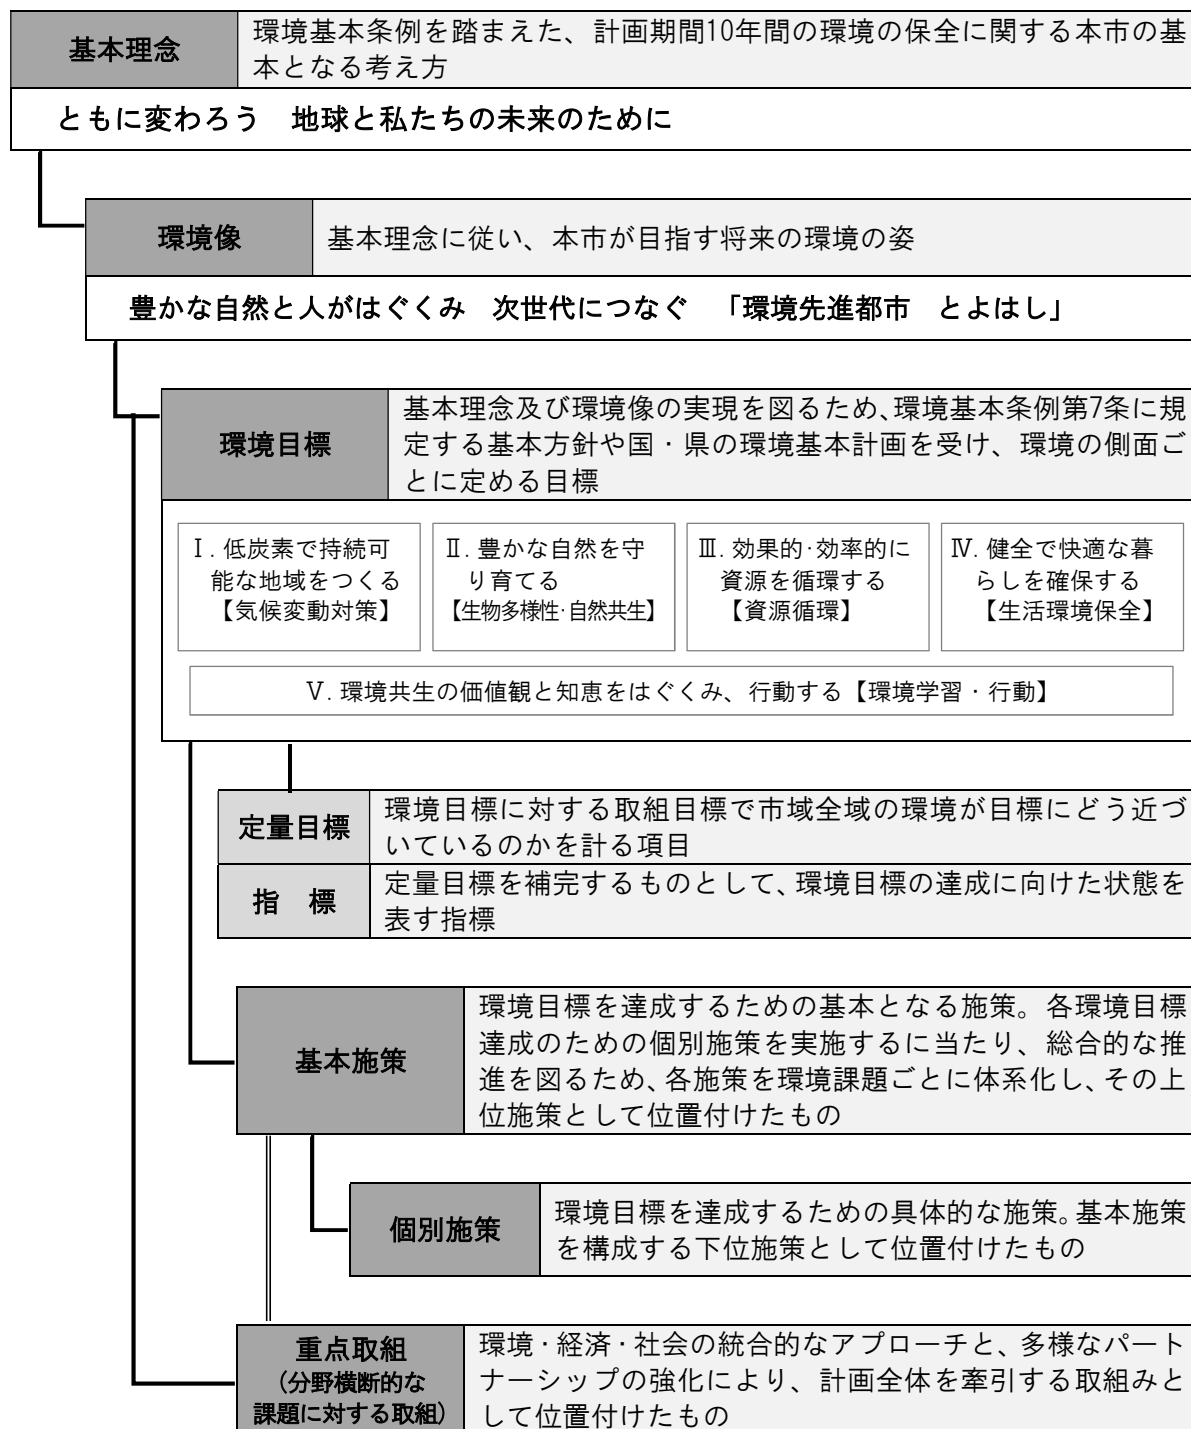 基本理念
環境基本条例を踏まえた、計画期間10年間の環境の保全に関する本市の基
本となる考え方
ともに変わろう　地球と私たちの未来のために
環境像
基本理念に従い、本市が目指す将来の環境の姿
豊かな自然と人がはぐくみ　次世代につなぐ　「環境先進都市　とよはし」
環境目標
基本理念及び環境像の実現を図るため、環境基本条例第7条に規
定する基本方針や国・県の環境基本計画を受け、環境の側面ご
とに定める目標
Ⅰ.低炭素で持続可
能な地域をつくる
【気候変動対策】
Ⅱ.豊かな自然を守
り育てる
【生物多様性・自然共生】
Ⅲ.効果的・効率的に
資源を循環する
【資源循環】
Ⅳ.健全で快適な暮
らしを確保する
【生活環境保全】
Ⅴ.環境共生の価値観と知恵をはぐくみ、行動する【環境学習・行動】
定量目標
環境目標に対する取組目標で市域全域の環境が目標にどう近づ
いているのかを計る項目
指　標
定量目標を補完するものとして、環境目標の達成に向けた状態を
表す指標
基本施策
環境目標を達成するための基本となる施策。各環境目標
達成のための個別施策を実施するに当たり、総合的な推
進を図るため、各施策を環境課題ごとに体系化し、その上
位施策として位置付けたもの
個別施策
環境目標を達成するための具体的な施策。基本施策
を構成する下位施策として位置付けたもの
重点取組
（分野横断的な
課題に対する取組）
環境・経済・社会の統合的なアプローチと、多様なパート
ナーシップの強化により、計画全体を牽引する取組みと
して位置付けたもの